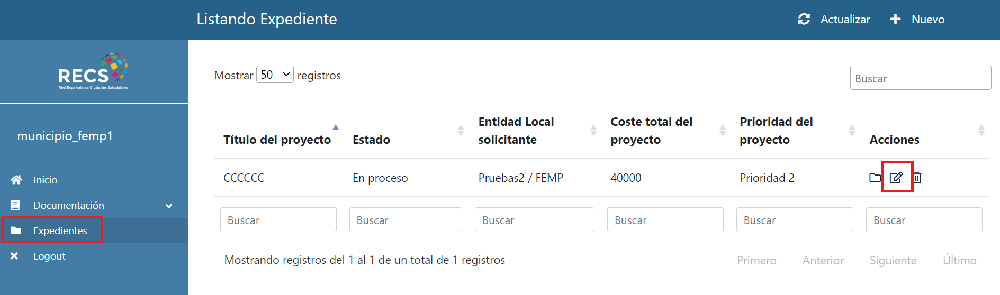 Listando Expediente
Actualizar
Nuevo
RECS
Red Española de Ciudades Saludables
municipio_femp1
Inicio
Documentación
Expedientes
Logout
Mostrar 50 registros
Buscar
Título del proyecto
Estado
Entidad Local
solicitante
Coste total del
proyecto
Prioridad del
proyecto
Acciones
CCCCCC
En proceso
Pruebas2 / FEMP
40000
Prioridad 2
Buscar
Buscar
Buscar
Buscar
Buscar
Buscar
Mostrando registros del 1 al 1 de un total de 1 registros
Primero
Anterior
Siguiente
Último